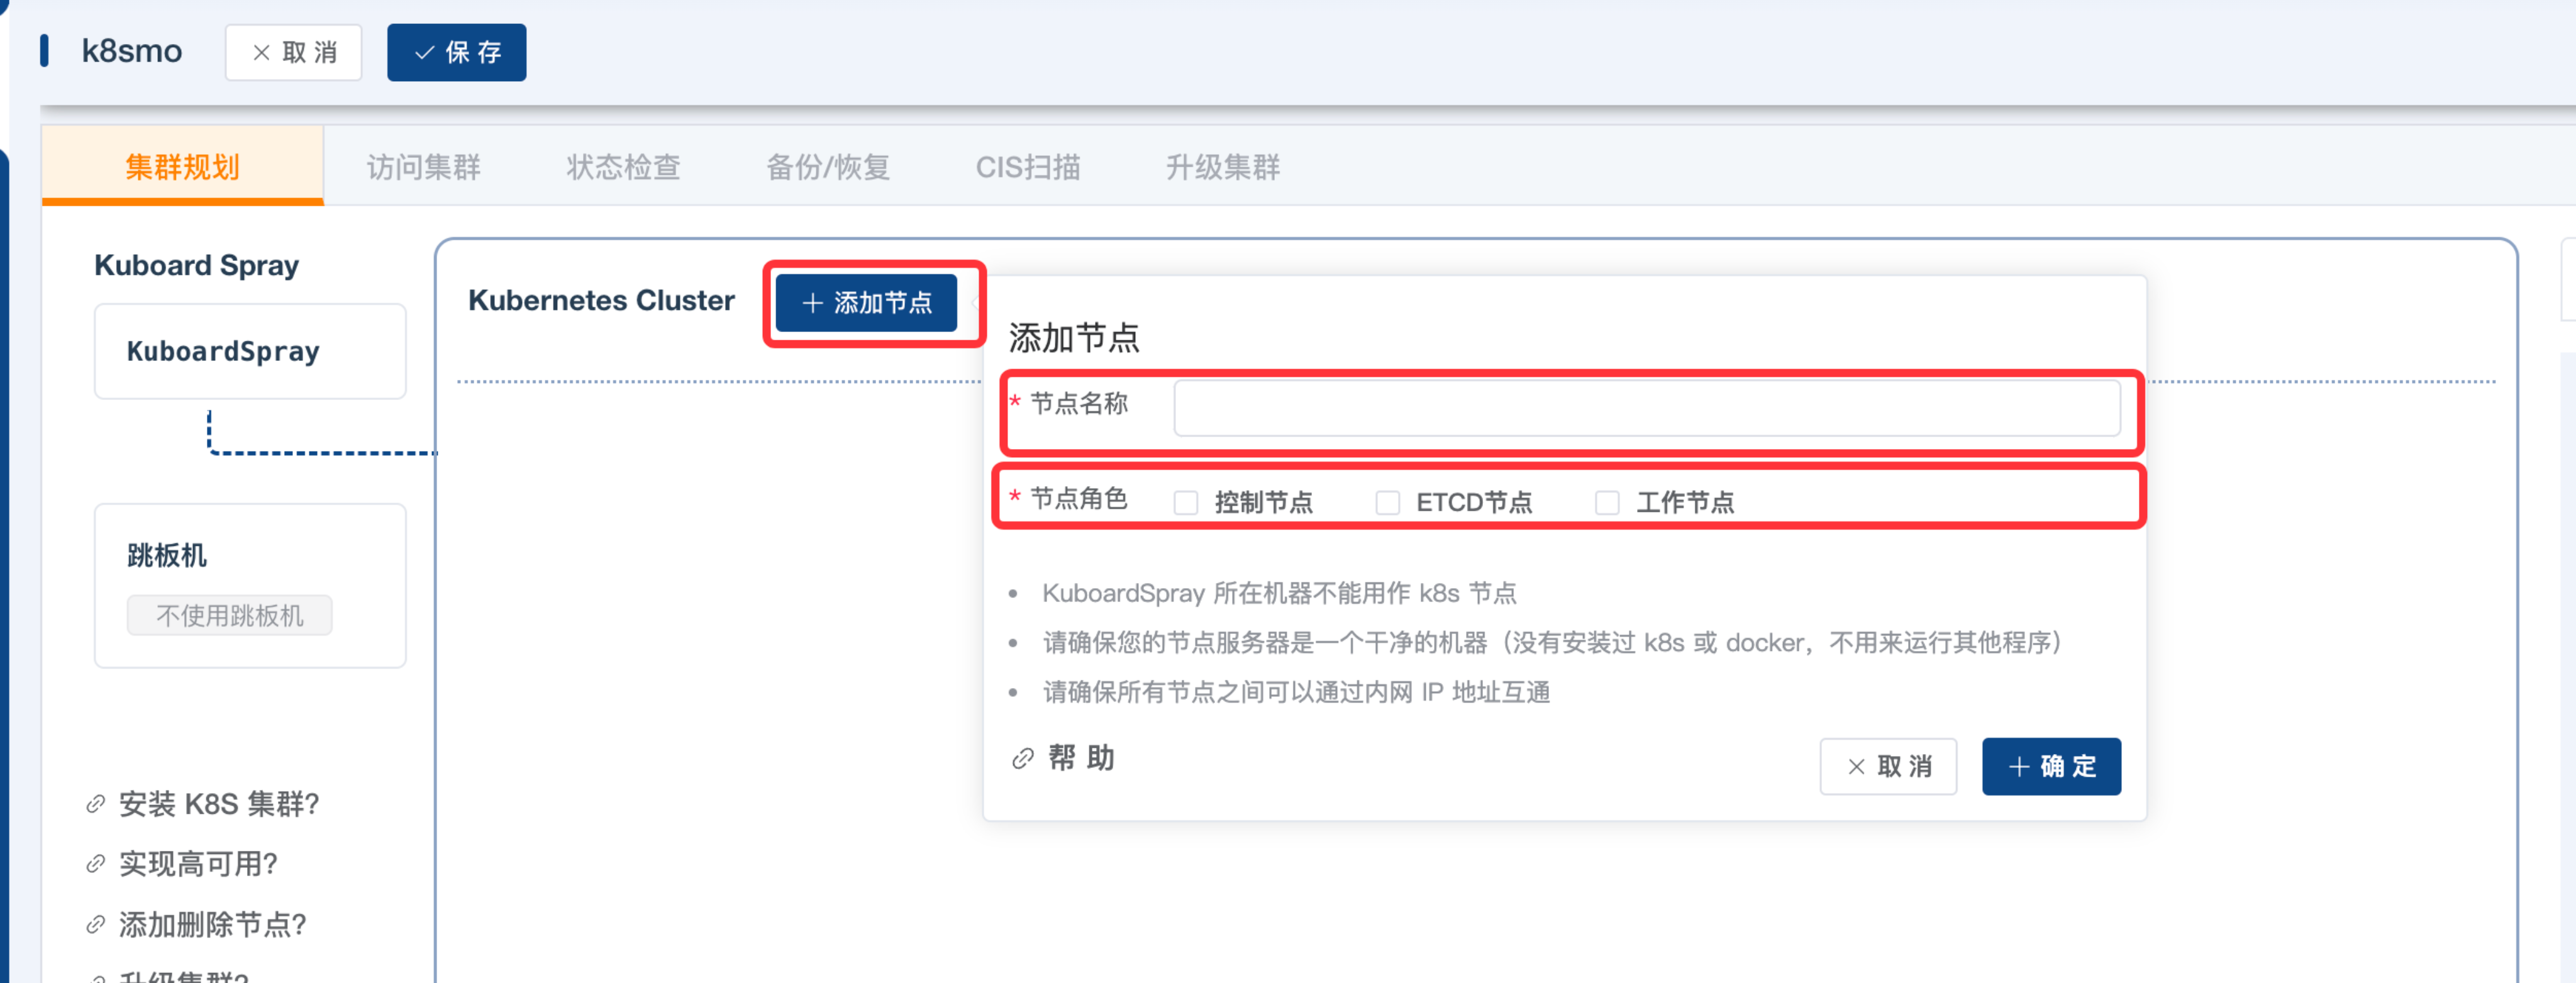 k8smo
取 消
保 存
集群规划
访问集群
状态检查
备份/恢复
CIS扫描
升级集群
Kuboard Spray
KuboardSpray
跳板机
不使用跳板机
安装 K8S 集群?
实现高可用?
添加删除节点?
升级集群?
Kubernetes Cluster
添加节点
添加节点
* 节点名称
* 节点角色
控制节点
ETCD节点
工作节点
• KuboardSpray 所在机器不能用作 k8s 节点
• 请确保您的节点服务器是一个干净的机器（没有安装过 k8s 或 docker，不用来运行其他程序）
• 请确保所有节点之间可以通过内网 IP 地址互通
帮 助
取 消
确 定